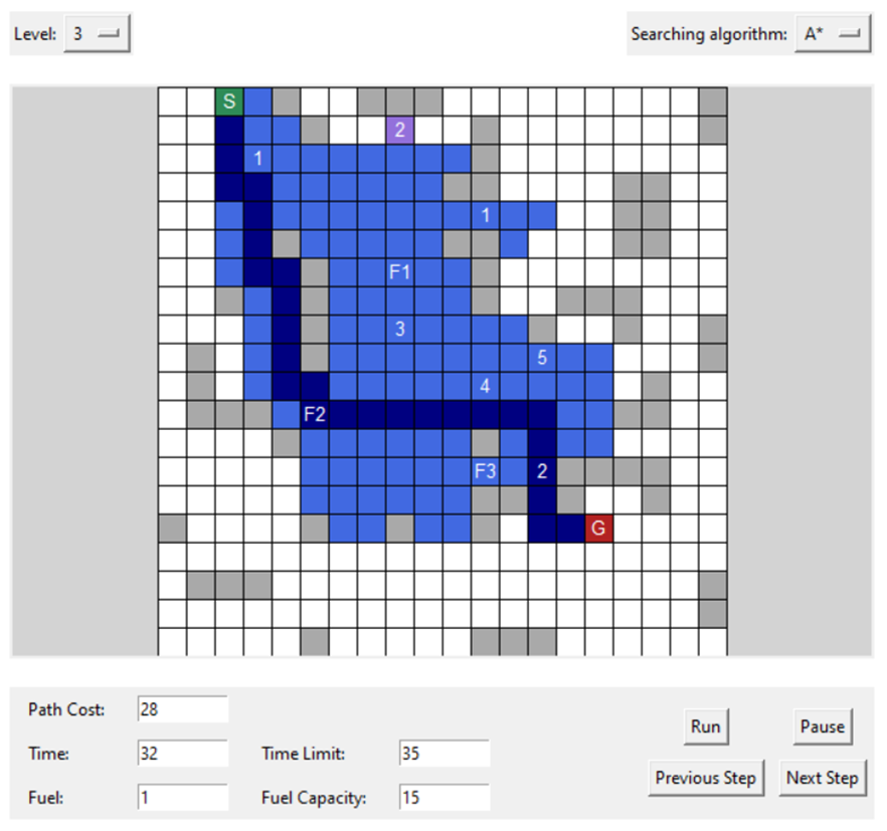 Level: 3 Searching algorithm: A*
S
2
1
1
F1
3
5
4
F2
F3 2
G
Path Cost: 28
Run Pause
Time: 32 Time Limit: 35
Previous Step Next Step
Fuel: 1 Fuel Capacity: 15